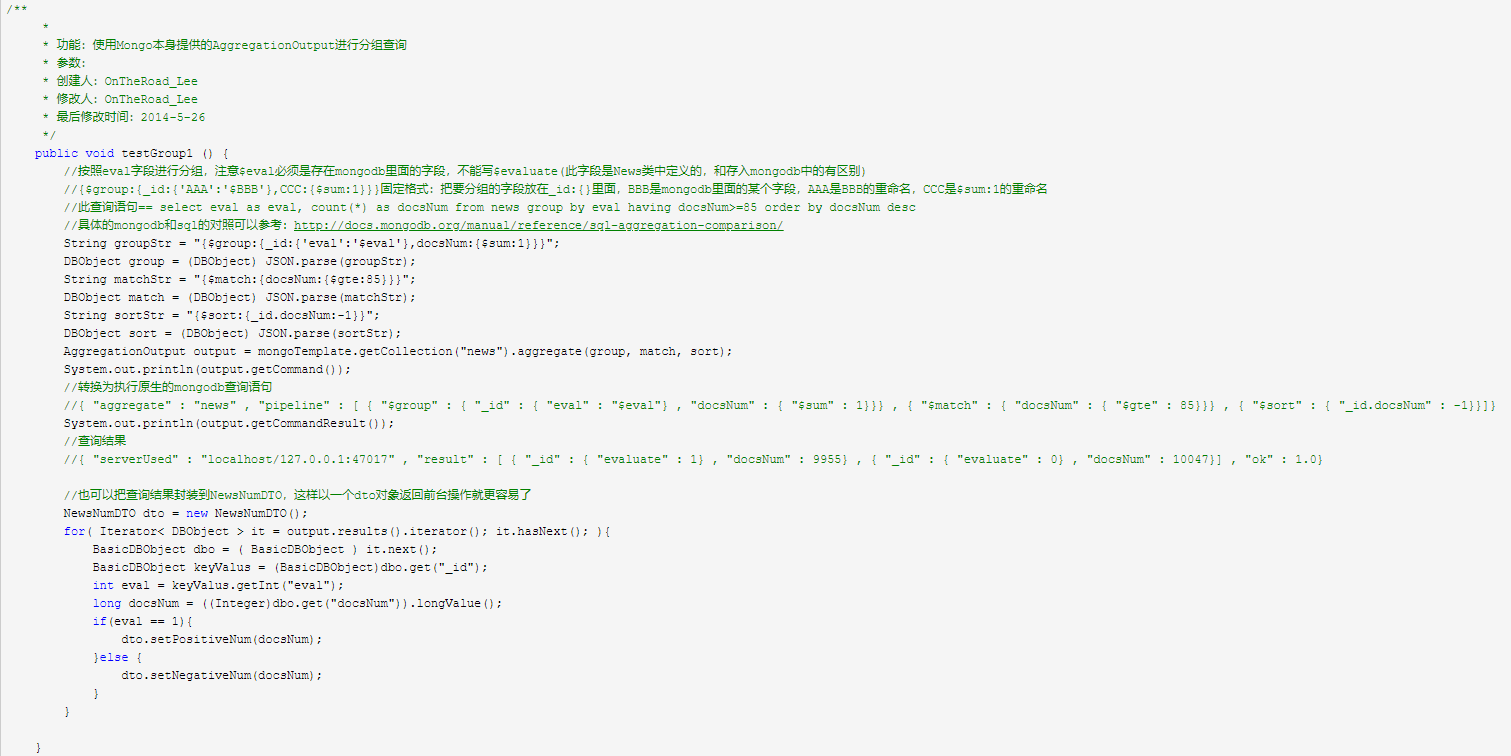 /**
 *
 * 功能: 使用Mongo本身提供的AggregationOutput进行分组查询
 * 参数:
 * 创建人: OnTheRoad_Lee
 * 修改人: OnTheRoad_Lee
 * 最后修改时间: 2014-5-26
 */
public void testGroup1 () {
//按照eval字段进行分组，注意$eval必须是存在mongodb里面的字段，不能写$evaluate(此字段是News类中定义的，和存入mongodb中的有区别)
//{$group:{_id:{'AAA':'$BBB'},CCC:{$sum:1}}}固定格式: 把要分组的字段放在_id:{}里面，BBB是mongodb里面的某个字段，AAA是BBB的重命名，CCC是$sum:1的重命名
//此查询语句== select eval as eval, count(*) as docsNum from news group by eval having docsNum>=85 order by docsNum desc
//具体的mongodb和sql的对照可以参考: http://docs.mongodb.org/manual/reference/sql-aggregation-comparison/
String groupStr = "{$group:{_id:{'eval':'$eval'},docsNum:{$sum:1}}}";
DBObject group = (DBObject) JSON.parse(groupStr);
String matchStr = "{$match:{docsNum:{$gte:85}}}";
DBObject match = (DBObject) JSON.parse(matchStr);
String sortStr = "{$sort:{_id.docsNum:-1}}";
DBObject sort = (DBObject) JSON.parse(sortStr);
AggregationOutput output = mongoTemplate.getCollection("news").aggregate(group, match, sort);
System.out.println(output.getCommand());
//转换为执行原生的mongodb查询语句
//{ "aggregate" : "news" , "pipeline" : [ { "$group" : { "_id" : { "eval" : "$eval"} , "docsNum" : { "$sum" : 1}}} , { "$match" : { "docsNum" : { "$gte" : 85}}} , { "$sort" : { "_id.docsNum" : -1}}]}
System.out.println(output.getCommandResult());
//查询结果
//{ "serverUsed" : "localhost/127.0.0.1:47017" , "result" : [ { "_id" : { "evaluate" : 1} , "docsNum" : 9955} , { "_id" : { "evaluate" : 0} , "docsNum" : 10047}] , "ok" : 1.0}
//也可以把查询结果封装到NewsNumDTO，这样以一个dto对象返回前台操作就更容易了
NewsNumDTO dto = new NewsNumDTO();
for( Iterator< DBObject > it = output.results().iterator(); it.hasNext(); ){
BasicDBObject dbo = ( BasicDBObject ) it.next();
BasicDBObject keyValus = (BasicDBObject)dbo.get("_id");
int eval = keyValus.getInt("eval");
long docsNum = ((Integer)dbo.get("docsNum")).longValue();
if(eval == 1){
dto.setPositiveNum(docsNum);
}else {
dto.setNegativeNum(docsNum);
}
}
}